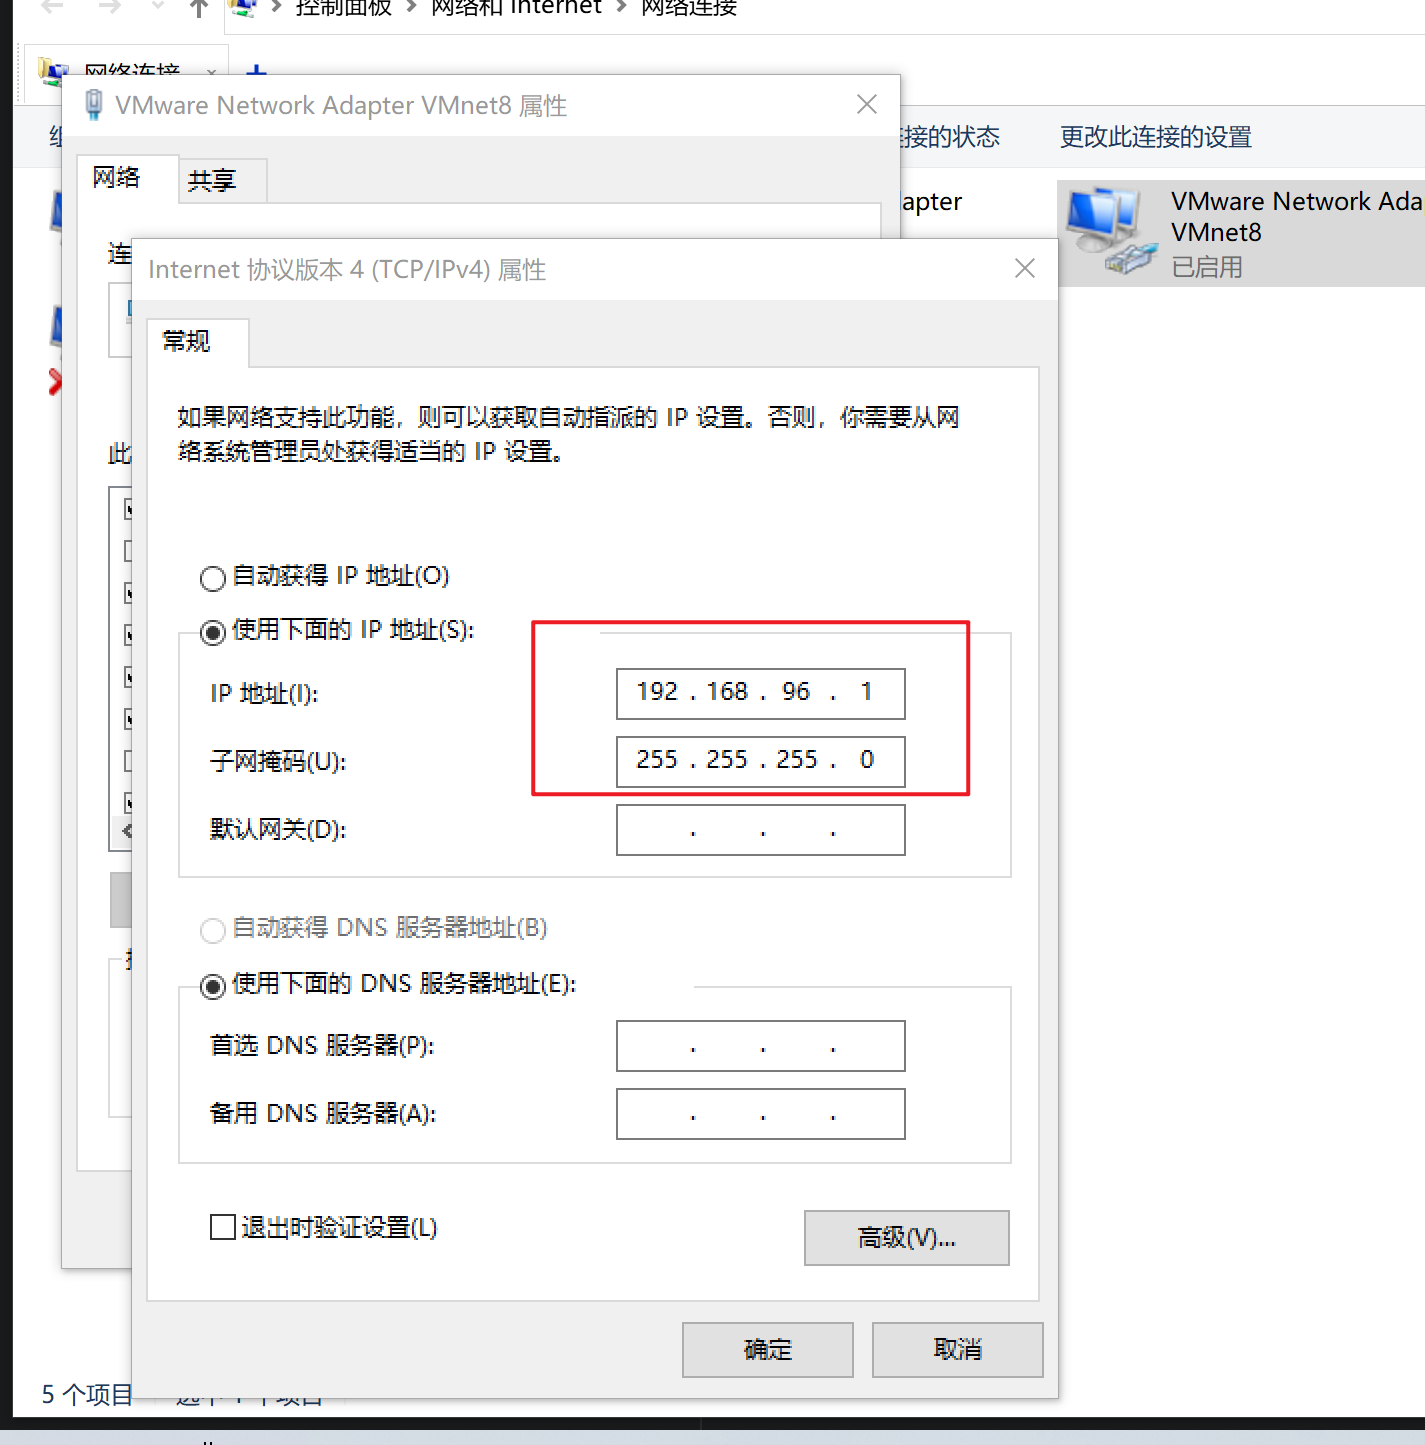 控制面板 > 网络和 Internet > 网络连接
网络连接
VMware Network Adapter VMnet8 属性
接的状态
更改此连接的设置
网络
共享
apter
VMware Network Ada
VMnet8
已启用
Internet 协议版本 4 (TCP/IPv4) 属性
常规
如果网络支持此功能，则可以获取自动指派的 IP 设置。否则，你需要从网
络系统管理员处获得适当的 IP 设置。
自动获得 IP 地址(O)
使用下面的 IP 地址(S):
IP 地址(I):
192 . 168 . 96 . 1
子网掩码(U):
255 . 255 . 255 . 0
默认网关(D):
. . .
自动获得 DNS 服务器地址(B)
使用下面的 DNS 服务器地址(E):
首选 DNS 服务器(P):
. . .
备用 DNS 服务器(A):
. . .
退出时验证设置(L)
高级(V)...
确定
取消
5 个项目